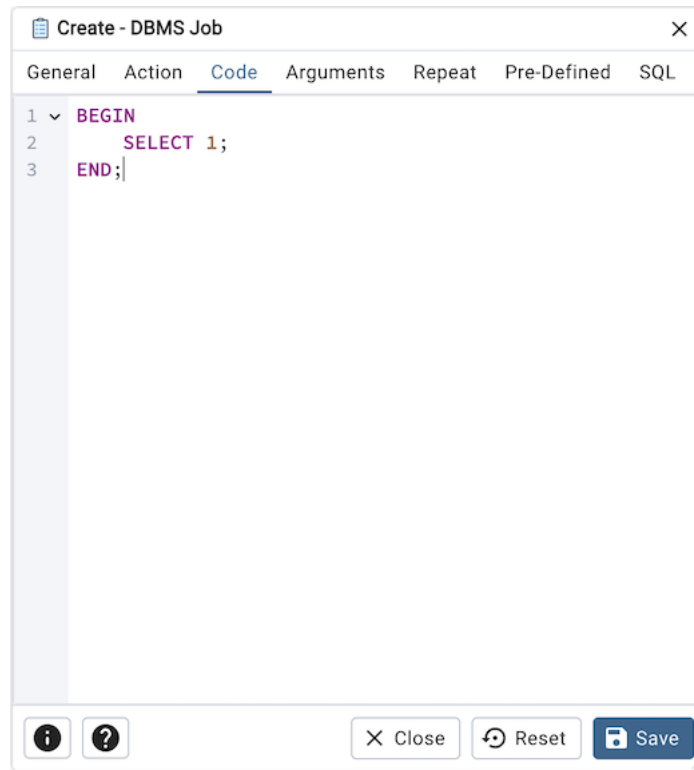 Create - DBMS Job
General Action Code Arguments Repeat Pre-Defined SQL
1 BEGIN
2     SELECT 1;
3 END;
Close Reset Save